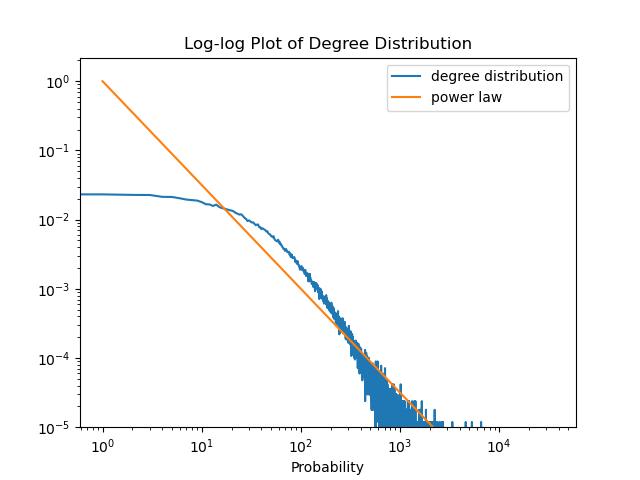 Log-log Plot of Degree Distribution
degree distribution
power law
10⁰
10⁻¹
10⁻²
10⁻³
10⁻⁴
10⁻⁵
10⁰ 10¹ 10² 10³ 10⁴
Probability